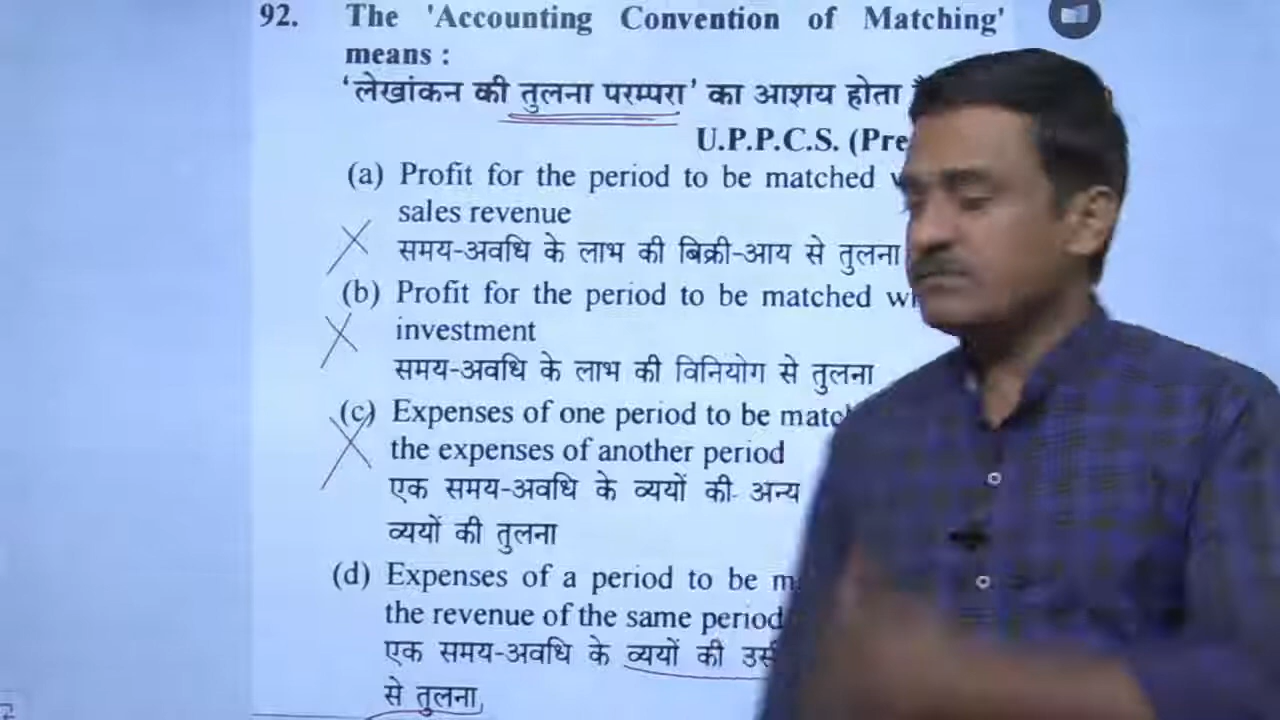 92. The 'Accounting Convention of Matching'
means :
'लेखांकन की तुलना परम्परा' का आशय होता
U.P.P.C.S. (Pre
(a) Profit for the period to be matched
sales revenue
समय-अवधि के लाभ की बिक्री-आय से तुलना
(b) Profit for the period to be matched
investment
समय-अवधि के लाभ की विनियोग से तुलना
(c) Expenses of one period to be
the expenses of another period
एक समय-अवधि के व्ययों की अन्य
व्ययों की तुलना
(d) Expenses of a period to be
the revenue of the same period
एक समय-अवधि के व्ययों की
से तुलना